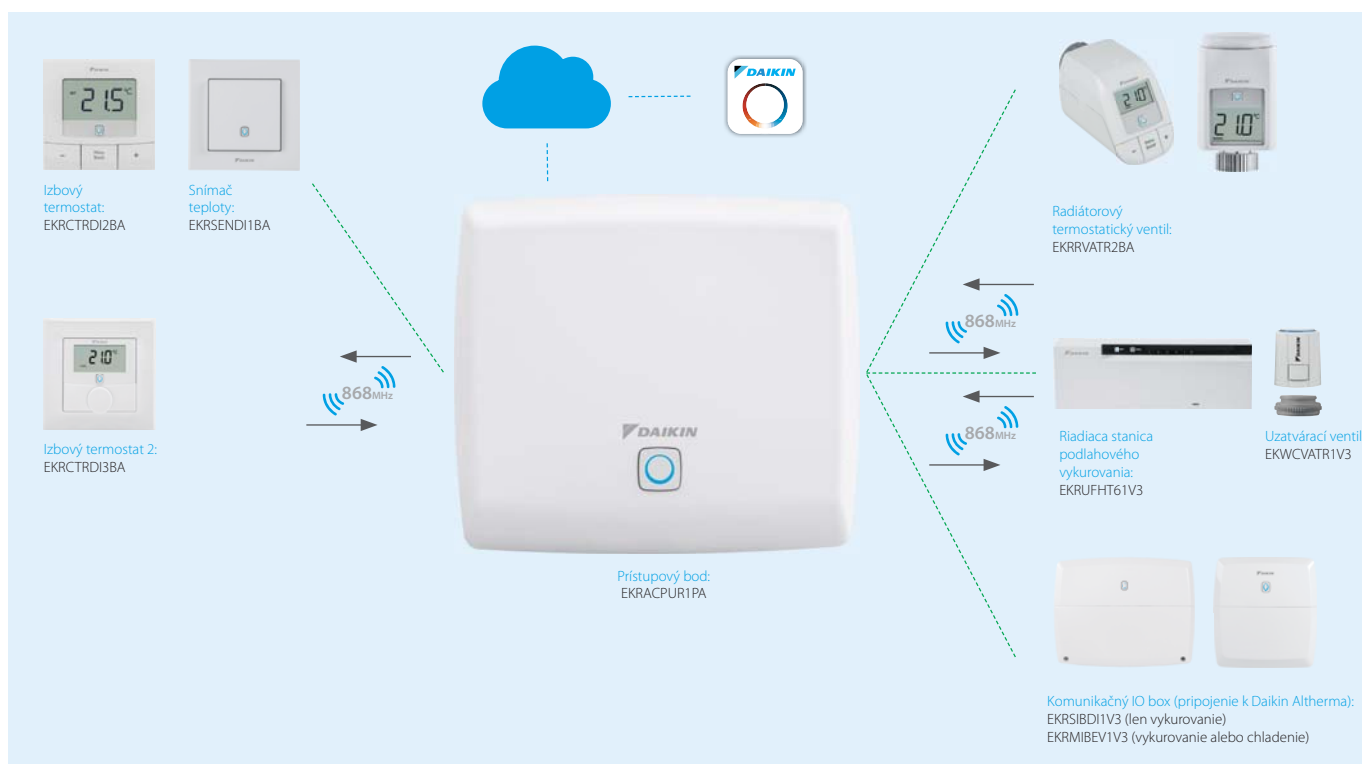 DAIKIN
21.5°C
Izbový
termostat:
EKRCTRDI2BA
Snímač
teploty:
EKRSENDI1BA
21.0
Izbový termostat 2:
EKRCTRDI3BA
868MHz
DAIKIN
Prístupový bod:
EKRACPUR1PA
21.0
21.0°C
Radiátorový
termostatický ventil:
EKRRVATR2BA
868MHz
868MHz
DAIKIN
Riadiaca stanica
podlahového
vykurovania:
EKRUFHT61V3
Uzatvárací ventil
EKWCVATR1V3
Komunikačný IO box (pripojenie k Daikin Altherma):
EKRSIBDI1V3 (len vykurovanie)
EKRMIBEV1V3 (vykurovanie alebo chladenie)